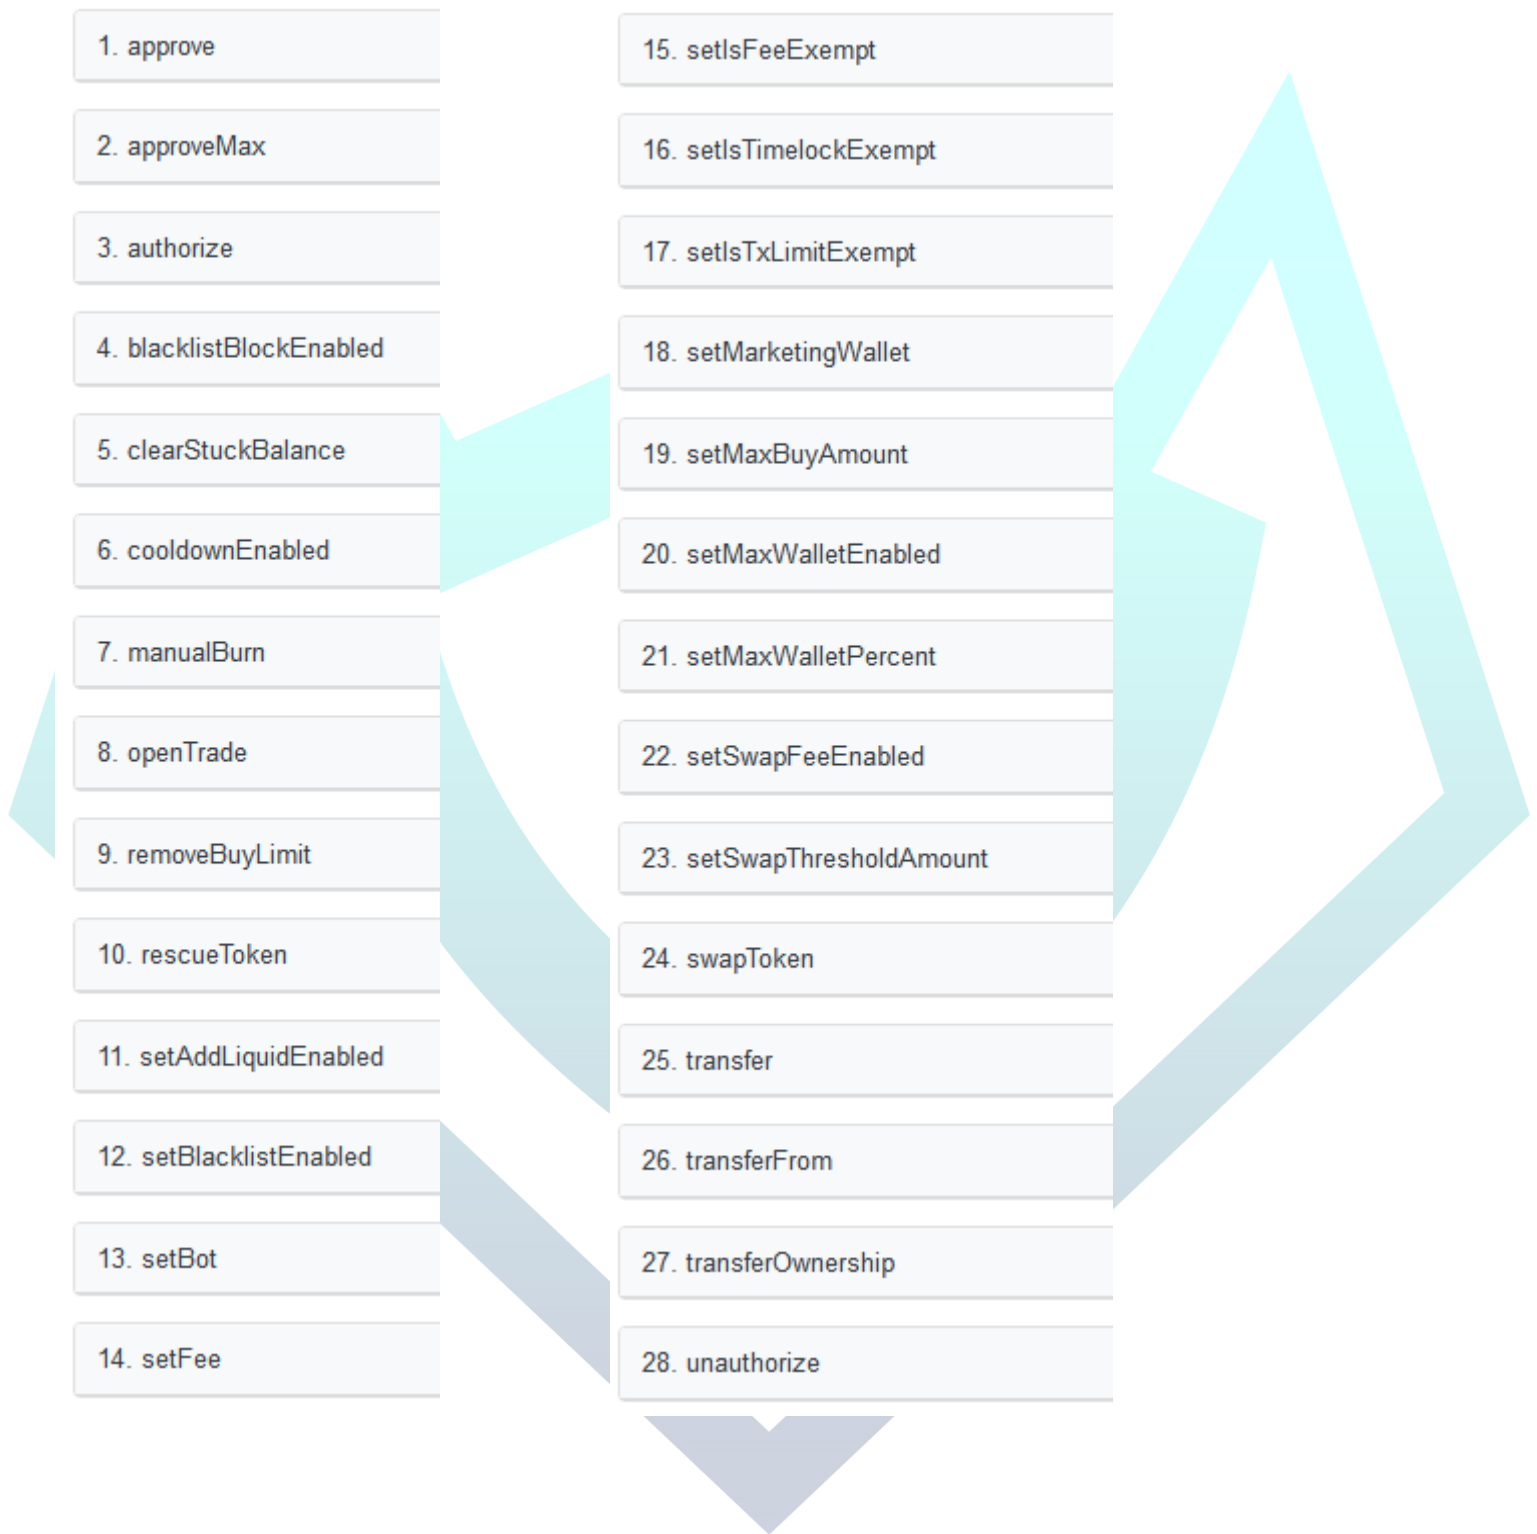 1. approve
2. approveMax
3. authorize
4. blacklistBlockEnabled
5. clearStuckBalance
6. cooldownEnabled
7. manualBurn
8. openTrade
9. removeBuyLimit
10. rescueToken
11. setAddLiquidEnabled
12. setBlacklistEnabled
13. setBot
14. setFee
15. setIsFeeExempt
16. setIsTimelockExempt
17. setIsTxLimitExempt
18. setMarketingWallet
19. setMaxBuyAmount
20. setMaxWalletEnabled
21. setMaxWalletPercent
22. setSwapFeeEnabled
23. setSwapThresholdAmount
24. swapToken
25. transfer
26. transferFrom
27. transferOwnership
28. unauthorize